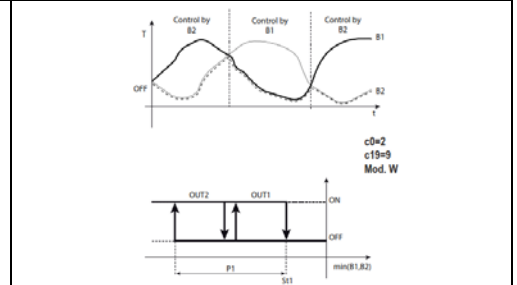 Control by B2
Control by B1
Control by B2
T
B1
OFF
B2
t
c0=2
c19=9
Mod. W
OUT2
OUT1
ON
OFF
P1
St1
min(B1,B2)